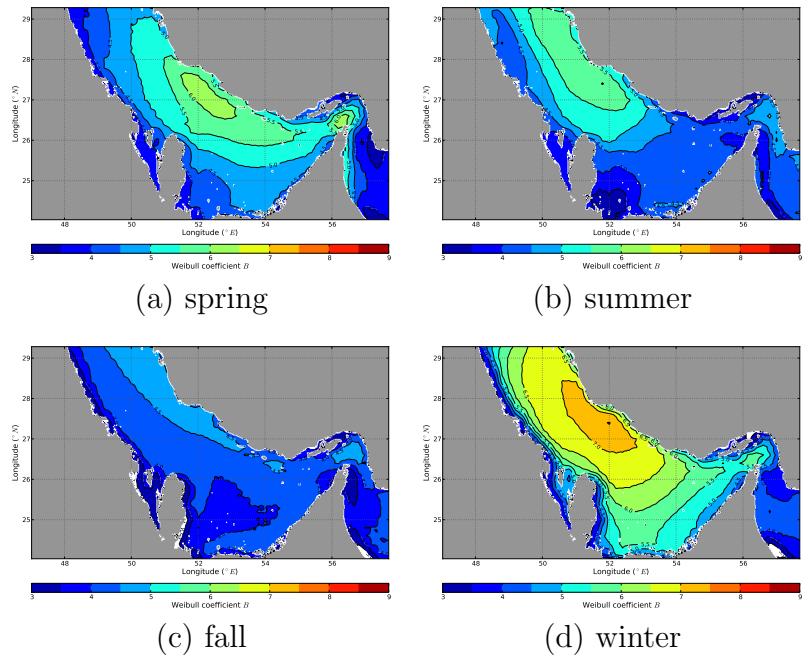 29
28
27
26
25
Longitude (°N)
48 50 52 54 56
Longitude (°E)
3 4 5 6 7 8 9
Weibull coefficient B
(a) spring
29
28
27
26
25
Longitude (°N)
48 50 52 54 56
Longitude (°E)
3 4 5 6 7 8 9
Weibull coefficient B
(b) summer
29
28
27
26
25
Longitude (°N)
48 50 52 54 56
Longitude (°E)
3 4 5 6 7 8 9
Weibull coefficient B
(c) fall
29
28
27
26
25
Longitude (°N)
48 50 52 54 56
Longitude (°E)
3 4 5 6 7 8 9
Weibull coefficient B
(d) winter